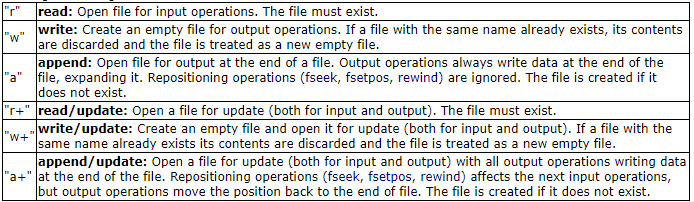 "r" read: Open file for input operations. The file must exist.
"w" write: Create an empty file for output operations. If a file with the same name already exists, its contents
are discarded and the file is treated as a new empty file.
"a" append: Open file for output at the end of a file. Output operations always write data at the end of the
file, expanding it. Repositioning operations (fseek, fsetpos, rewind) are ignored. The file is created if it
does not exist.
"r+" read/update: Open a file for update (both for input and output). The file must exist.
"w+" write/update: Create an empty file and open it for update (both for input and output). If a file with the
same name already exists its contents are discarded and the file is treated as a new empty file.
"a+" append/update: Open a file for update (both for input and output) with all output operations writing data
at the end of the file. Repositioning operations (fseek, fsetpos, rewind) affects the next input operations,
but output operations move the position back to the end of file. The file is created if it does not exist.